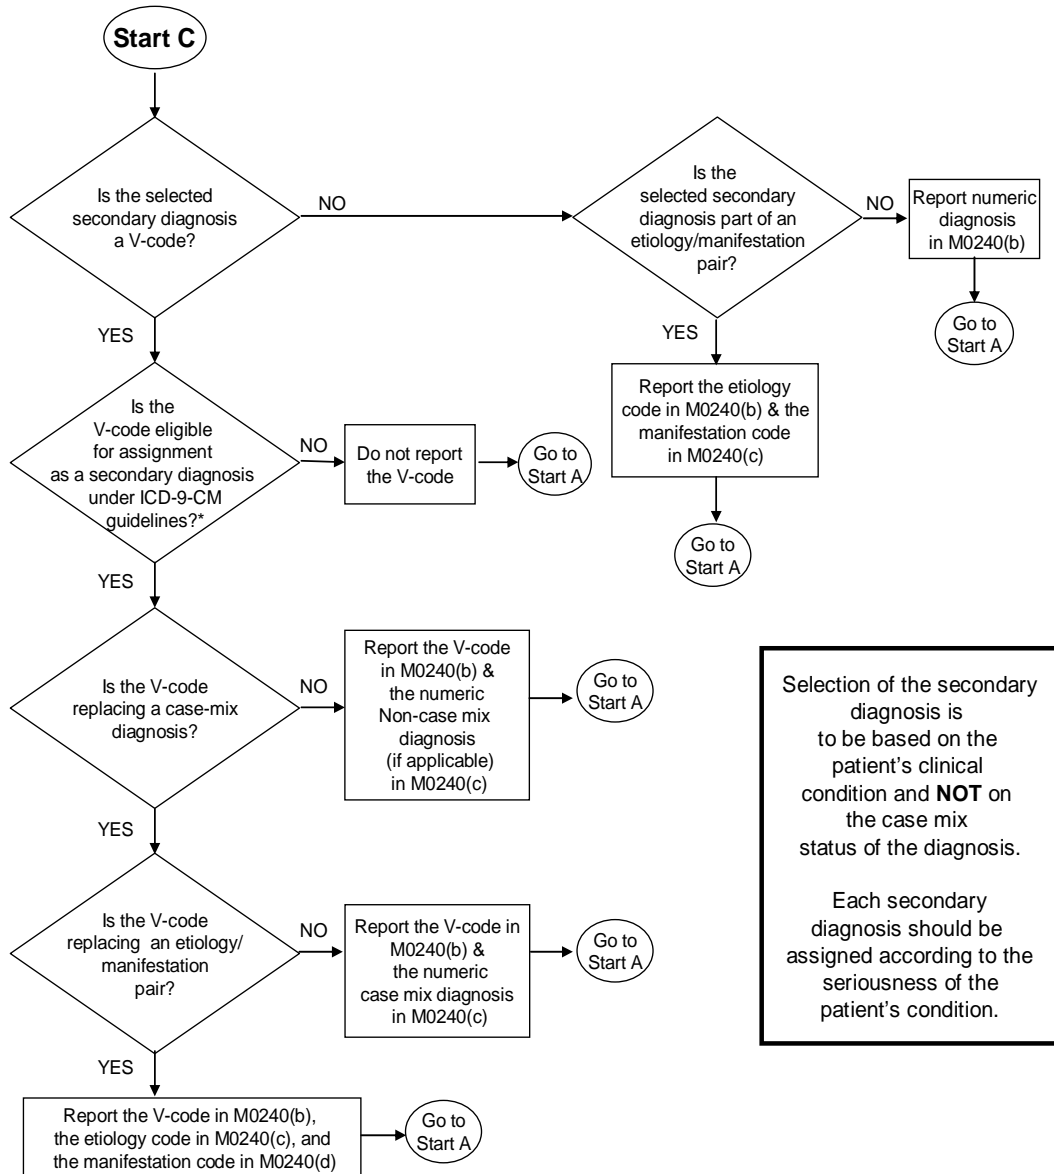 Start C
Is the selected
secondary diagnosis
a V-code?
NO
Is the
selected secondary
diagnosis part of an
etiology/manifestation
pair?
NO
Report numeric
diagnosis
in M0240(b)
Go to
Start A
YES
Report the etiology
code in M0240(b) & the
manifestation code
in M0240(c)
Go to
Start A
YES
Is the
V-code eligible
for assignment
as a secondary diagnosis
under ICD-9-CM
guidelines?*
NO
Do not report
the V-code
Go to
Start A
YES
Is the V-code
replacing a case-mix
diagnosis?
NO
Report the V-code
in M0240(b) &
the numeric
Non-case mix
diagnosis
(if applicable)
in M0240(c)
Go to
Start A
YES
Is the V-code
replacing an etiology/
manifestation
pair?
NO
Report the V-code in
M0240(b) &
the numeric
case mix diagnosis
in M0240(c)
Go to
Start A
YES
Report the V-code in M0240(b),
the etiology code in M0240(c), and
the manifestation code in M0240(d)
Go to
Start A
Selection of the secondary
diagnosis is
to be based on the
patient's clinical
condition and NOT on
the case mix
status of the diagnosis.
Each secondary
diagnosis should be
assigned according to the
seriousness of the
patient's condition.